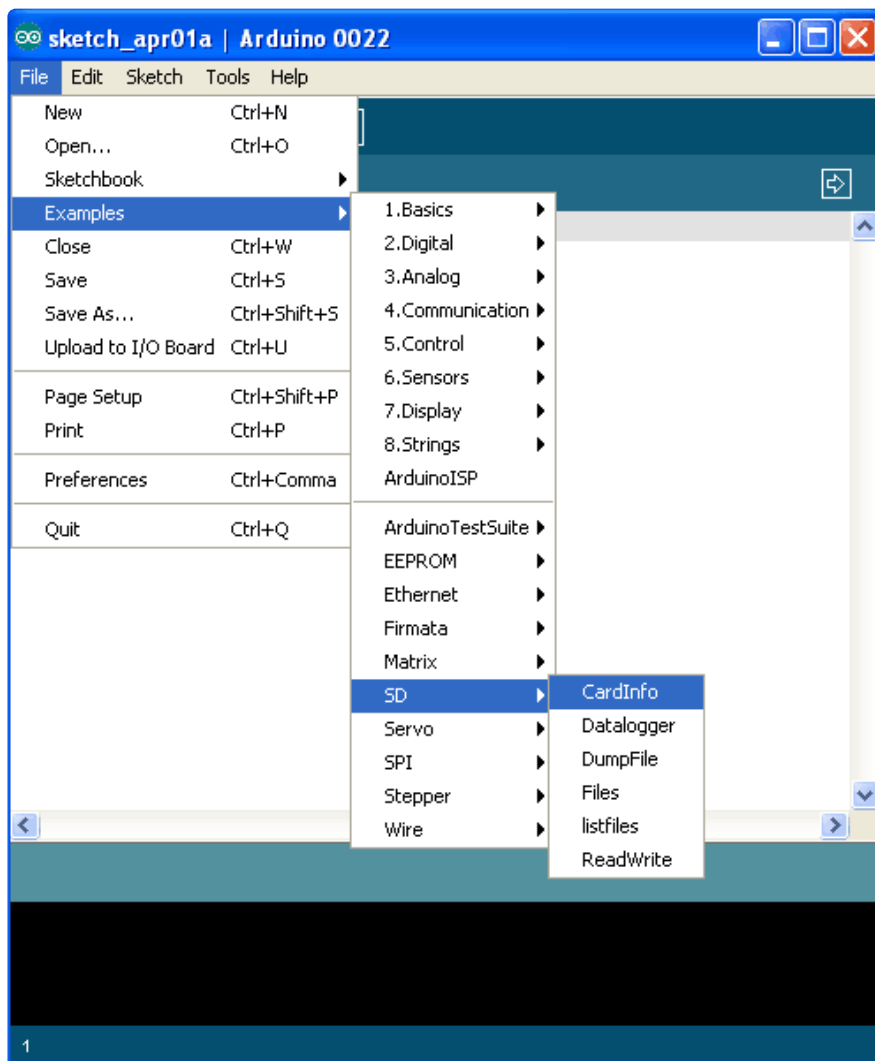 sketch_apr01a | Arduino 0022
File Edit Sketch Tools Help
New Ctrl+N
Open... Ctrl+O
Sketchbook
Examples
Close Ctrl+W
Save Ctrl+S
Save As... Ctrl+Shift+S
Upload to I/O Board Ctrl+U
Page Setup Ctrl+Shift+P
Print Ctrl+P
Preferences Ctrl+Comma
Quit Ctrl+Q
1.Basics
2.Digital
3.Analog
4.Communication
5.Control
6.Sensors
7.Display
8.Strings
ArduinoISP
ArduinoTestSuite
EEPROM
Ethernet
Firmata
Matrix
SD
Servo
SPI
Stepper
Wire
CardInfo
Datalogger
DumpFile
Files
listfiles
ReadWrite
1